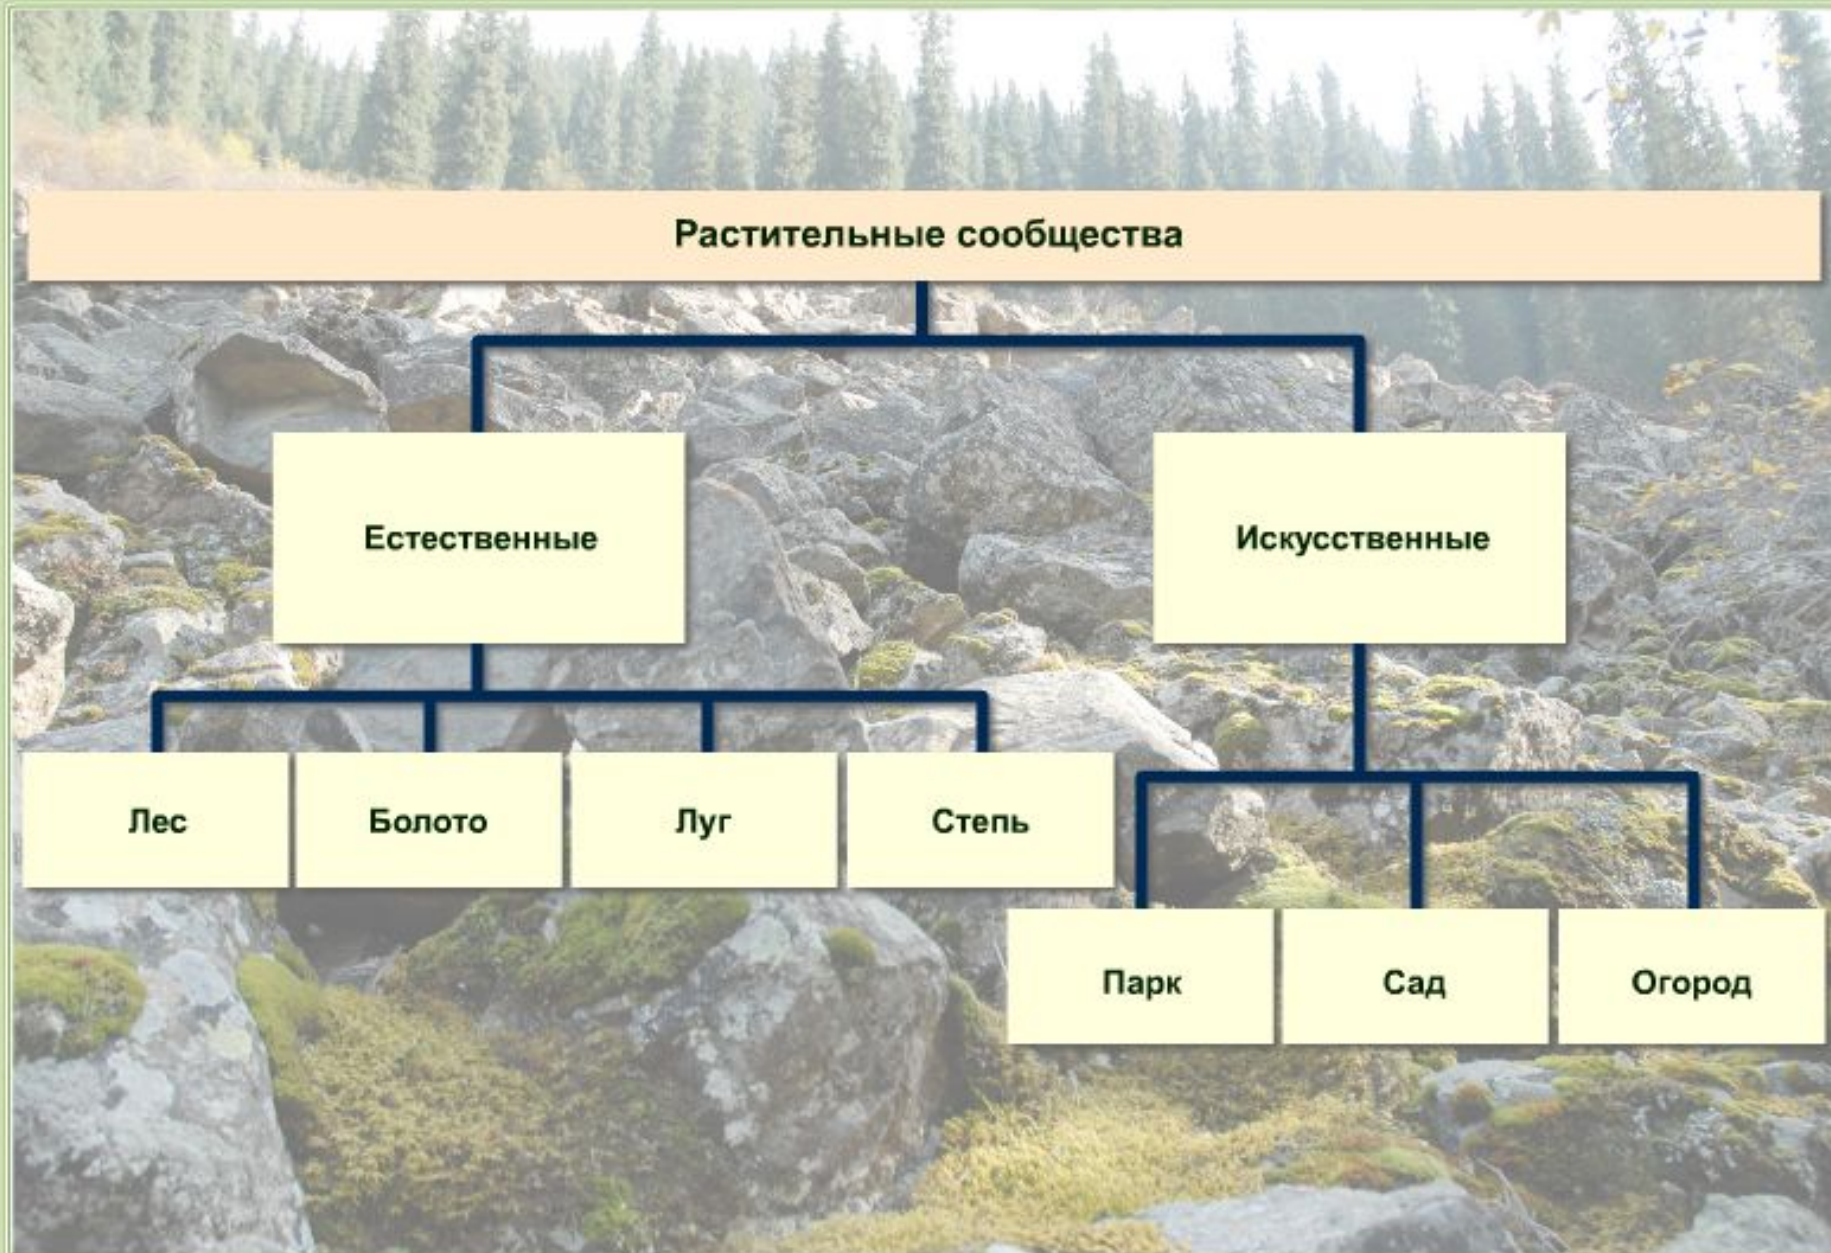 Растительные сообщества
Естественные
Искусственные
Лес
Болото
Луг
Степь
Парк
Сад
Огород